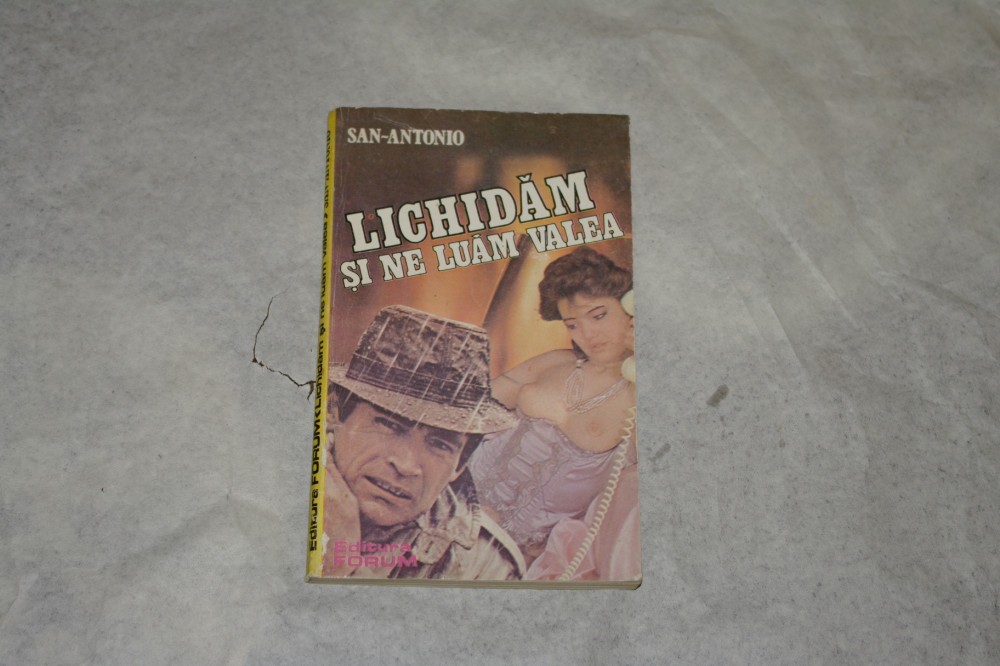 SAN-ANTONIO
LICHIDĂM
ȘI NE LUĂM VALEA
Editura
FORUM
Editura FORUM Lichidăm și ne luăm valea